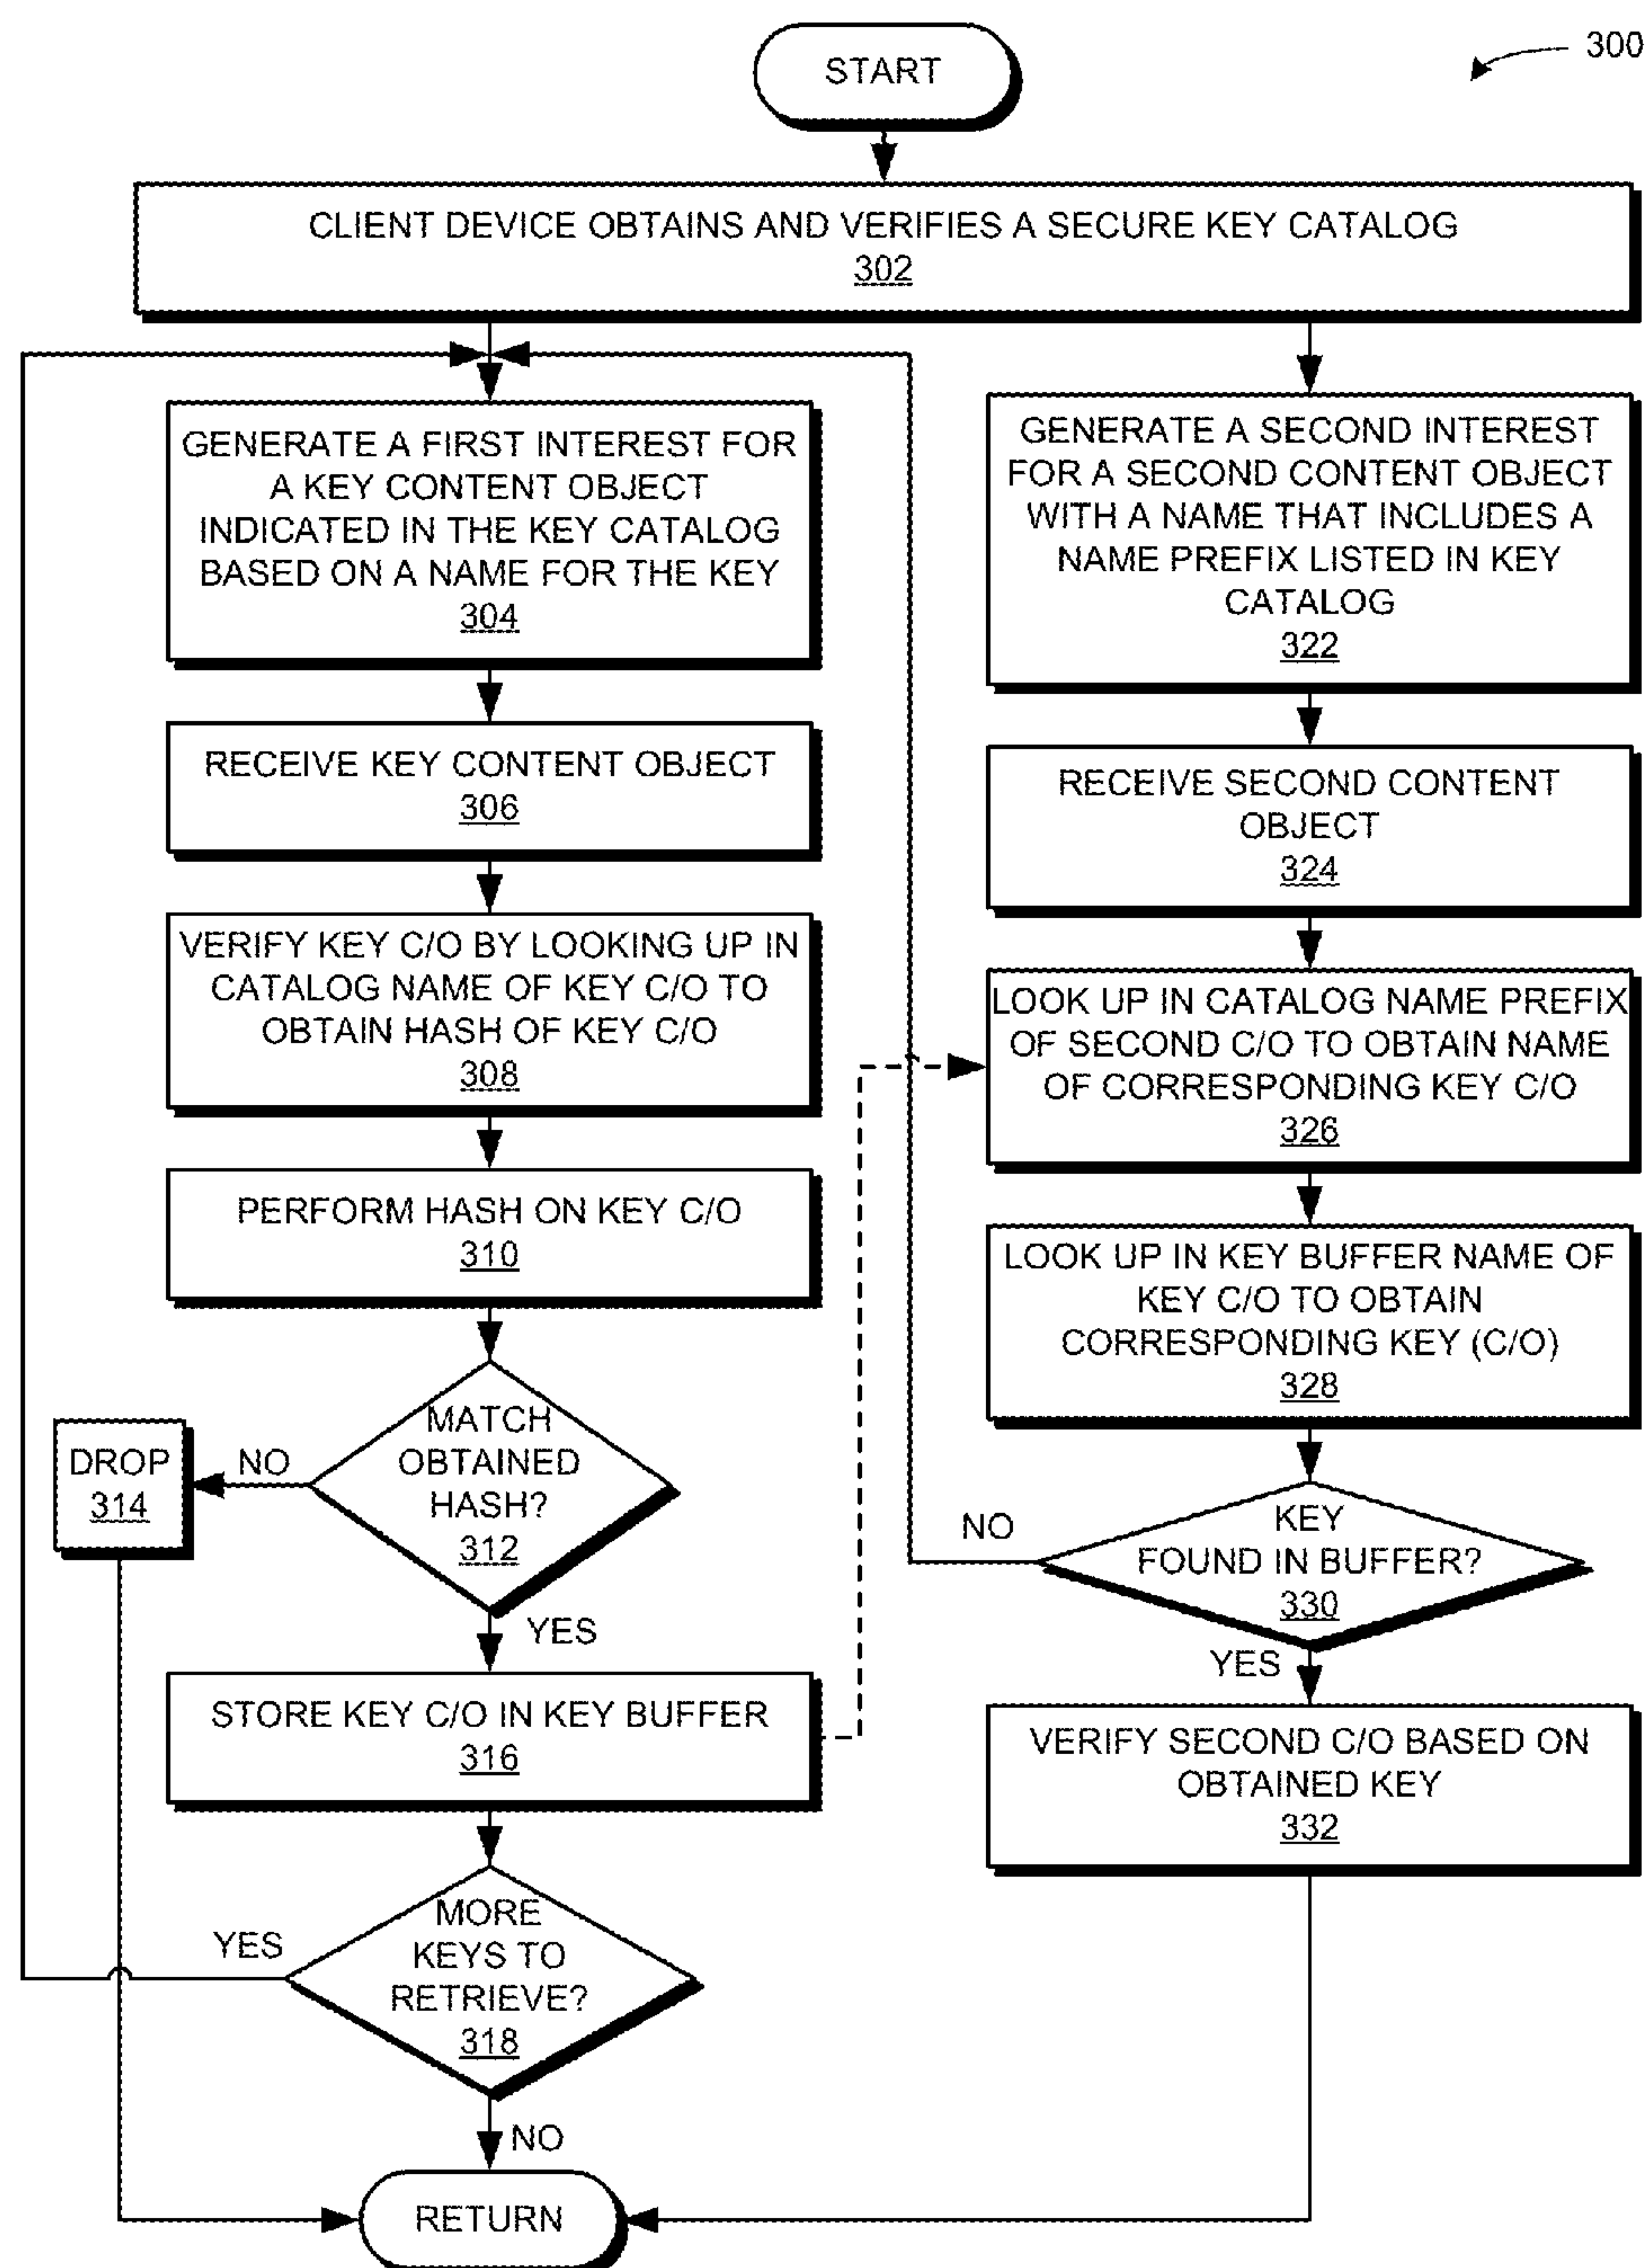 300
START
CLIENT DEVICE OBTAINS AND VERIFIES A SECURE KEY CATALOG
302
GENERATE A FIRST INTEREST FOR
A KEY CONTENT OBJECT
INDICATED IN THE KEY CATALOG
BASED ON A NAME FOR THE KEY
304
RECEIVE KEY CONTENT OBJECT
306
VERIFY KEY C/O BY LOOKING UP IN
CATALOG NAME OF KEY C/O TO
OBTAIN HASH OF KEY C/O
308
PERFORM HASH ON KEY C/O
310
MATCH
OBTAINED
HASH?
312
NO
DROP
314
YES
STORE KEY C/O IN KEY BUFFER
316
MORE
KEYS TO
RETRIEVE?
318
YES
NO
GENERATE A SECOND INTEREST
FOR A SECOND CONTENT OBJECT
WITH A NAME THAT INCLUDES A
NAME PREFIX LISTED IN KEY
CATALOG
322
RECEIVE SECOND CONTENT
OBJECT
324
LOOK UP IN CATALOG NAME PREFIX
OF SECOND C/O TO OBTAIN NAME
OF CORRESPONDING KEY C/O
326
LOOK UP IN KEY BUFFER NAME OF
KEY C/O TO OBTAIN
CORRESPONDING KEY (C/O)
328
KEY
FOUND IN BUFFER?
330
NO
YES
VERIFY SECOND C/O BASED ON
OBTAINED KEY
332
RETURN